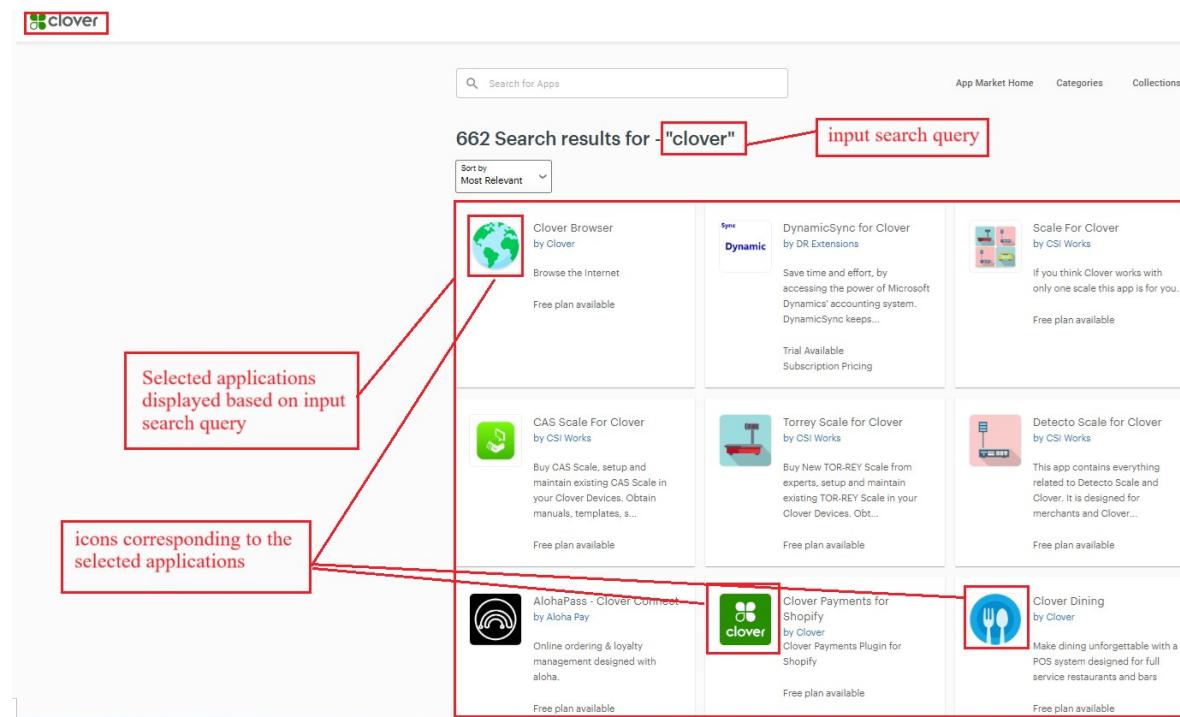 clover
Search for Apps
App Market Home Categories Collections
662 Search results for - "clover"
input search query
Sort by
Most Relevant
Clover Browser
by Clover
Browse the Internet
Free plan available
Sync
Dynamic
DynamicSync for Clover
by DR Extensions
Save time and effort, by
accessing the power of Microsoft
Dynamics' accounting system.
DynamicSync keeps...
Trial Available
Subscription Pricing
Scale For Clover
by CSI Works
If you think Clover works with
only one scale this app is for you.
Free plan available
Selected applications
displayed based on input
search query
CAS Scale For Clover
by CSI Works
Buy CAS Scale, setup and
maintain existing CAS Scale in
your Clover Devices. Obtain
manuals, templates, s...
Free plan available
Torrey Scale for Clover
by CSI Works
Buy New TOR-REY Scale from
experts, setup and maintain
existing TOR-REY Scale in your
Clover Devices. Obt...
Free plan available
Detecto Scale for Clover
by CSI Works
This app contains everything
related to Detecto Scale and
Clover. It is designed for
merchants and Clover...
Free plan available
icons corresponding to the
selected applications
AlohaPass - Clover Connect
by Aloha Pay
Online ordering & loyalty
management designed with
aloha.
Free plan available
clover
Clover Payments for
Shopify
by Clover
Clover Payments Plugin for
Shopify
Free plan available
Clover Dining
by Clover
Make dining unforgettable with a
POS system designed for full
service restaurants and bars
Free plan available